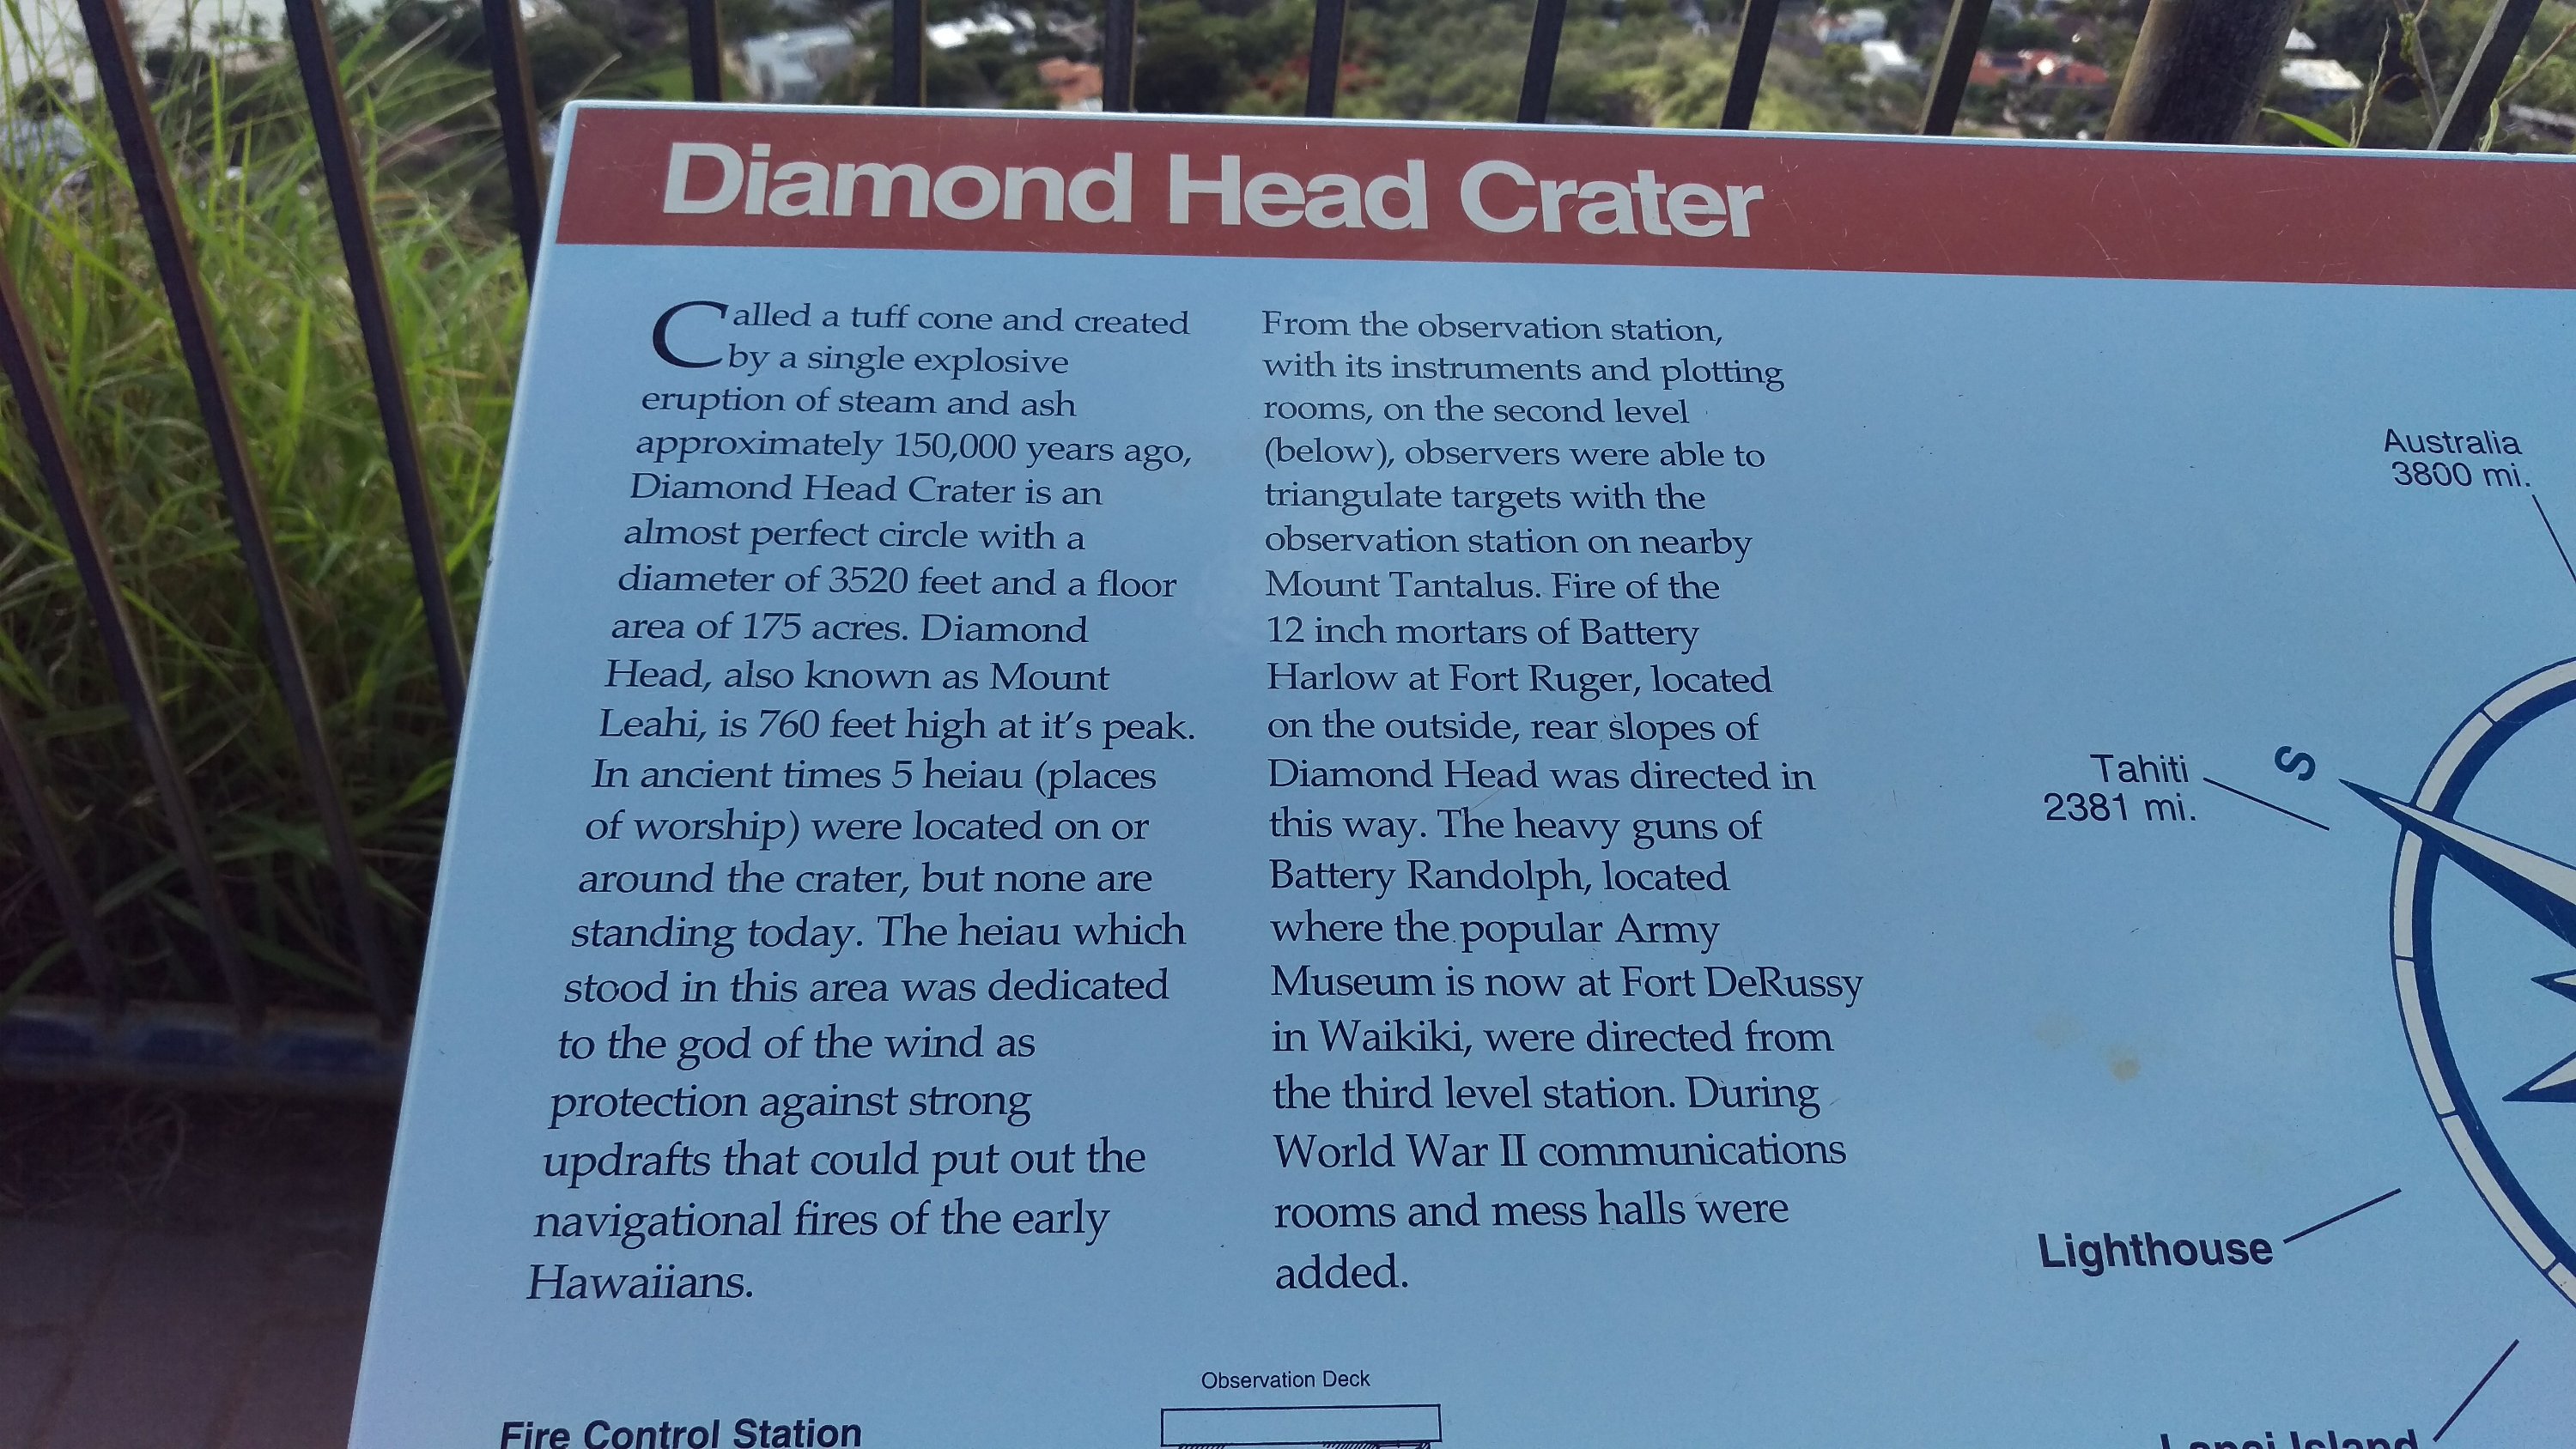 Diamond Head Crater
Called a tuff cone and created
by a single explosive
eruption of steam and ash
approximately 150,000 years ago,
Diamond Head Crater is an
almost perfect circle with a
diameter of 3520 feet and a floor
area of 175 acres. Diamond
Head, also known as Mount
Leahi, is 760 feet high at it's peak.
In ancient times 5 heiau (places
of worship) were located on or
around the crater, but none are
standing today. The heiau which
stood in this area was dedicated
to the god of the wind as
protection against strong
updrafts that could put out the
navigational fires of the early
Hawaiians.
From the observation station,
with its instruments and plotting
rooms, on the second level
(below), observers were able to
triangulate targets with the
observation station on nearby
Mount Tantalus. Fire of the
12 inch mortars of Battery
Harlow at Fort Ruger, located
on the outside, rear slopes of
Diamond Head was directed in
this way. The heavy guns of
Battery Randolph, located
where the popular Army
Museum is now at Fort DeRussy
in Waikiki, were directed from
the third level station. During
World War II communications
rooms and mess halls were
added.
Australia
3800 mi.
Tahiti
2381 mi.
S
Lighthouse
Lanai Island
Observation Deck
Fire Control Station